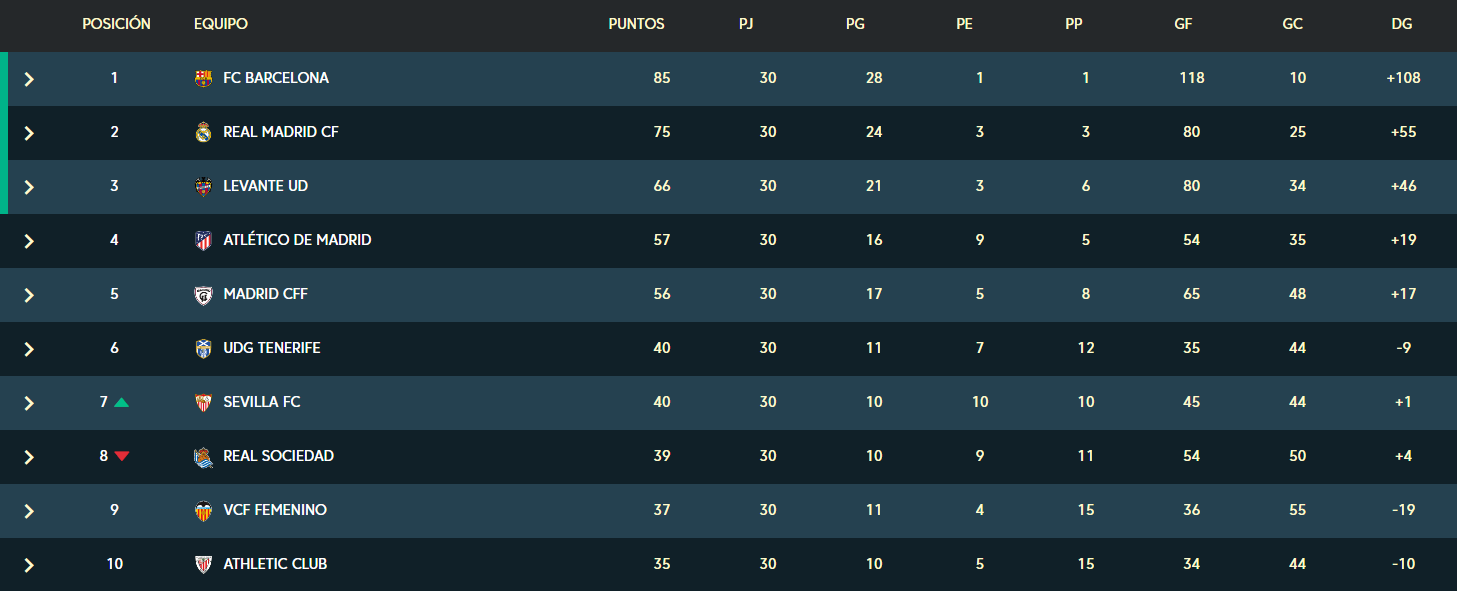 POSICIÓN EQUIPO PUNTOS PJ PG PE PP GF GC DG
1 FC BARCELONA 85 30 28 1 1 118 10 +108
2 REAL MADRID CF 75 30 24 3 3 80 25 +55
3 LEVANTE UD 66 30 21 3 6 80 34 +46
4 ATLÉTICO DE MADRID 57 30 16 9 5 54 35 +19
5 MADRID CFF 56 30 17 5 8 65 48 +17
6 UDG TENERIFE 40 30 11 7 12 35 44 -9
7 SEVILLA FC 40 30 10 10 10 45 44 +1
8 REAL SOCIEDAD 39 30 10 9 11 54 50 +4
9 VCF FEMENINO 37 30 11 4 15 36 55 -19
10 ATHLETIC CLUB 35 30 10 5 15 34 44 -10